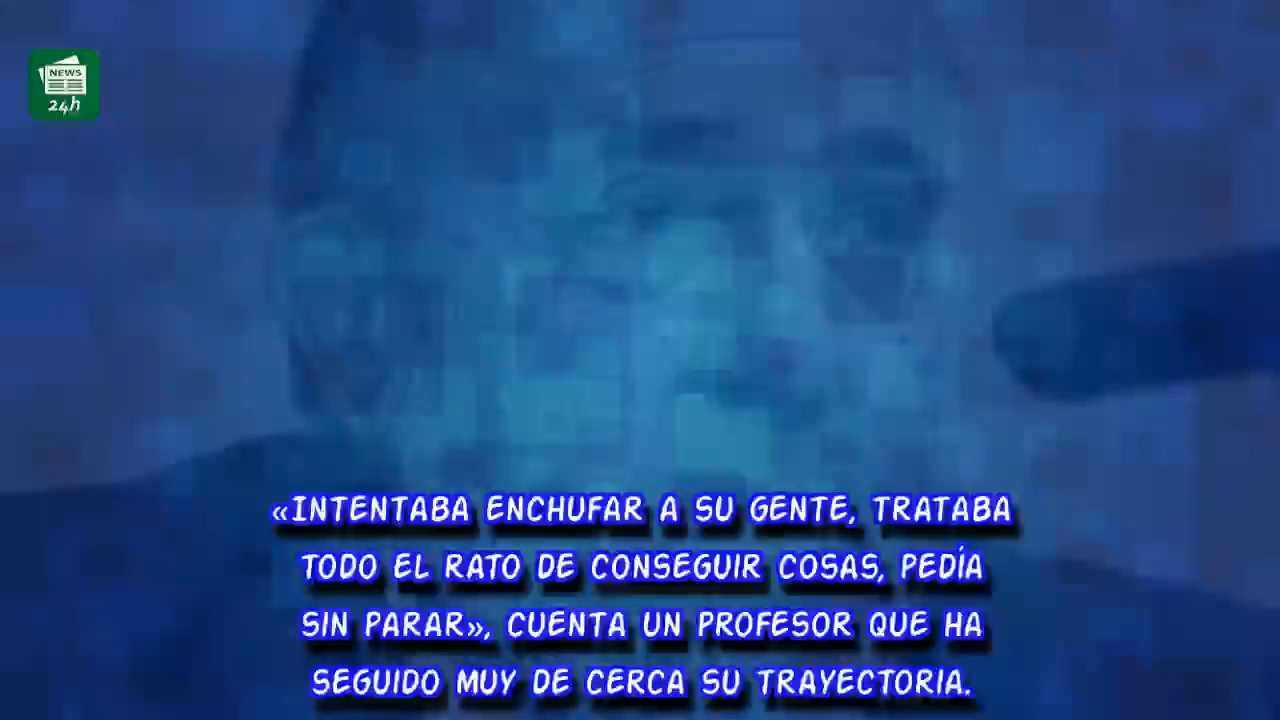 NEWS
24h
«INTENTABA ENCHUFAR A SU GENTE, TRATABA
TODO EL RATO DE CONSEGUIR COSAS, PEDÍA
SIN PARAR», CUENTA UN PROFESOR QUE HA
SEGUIDO MUY DE CERCA SU TRAYECTORIA.